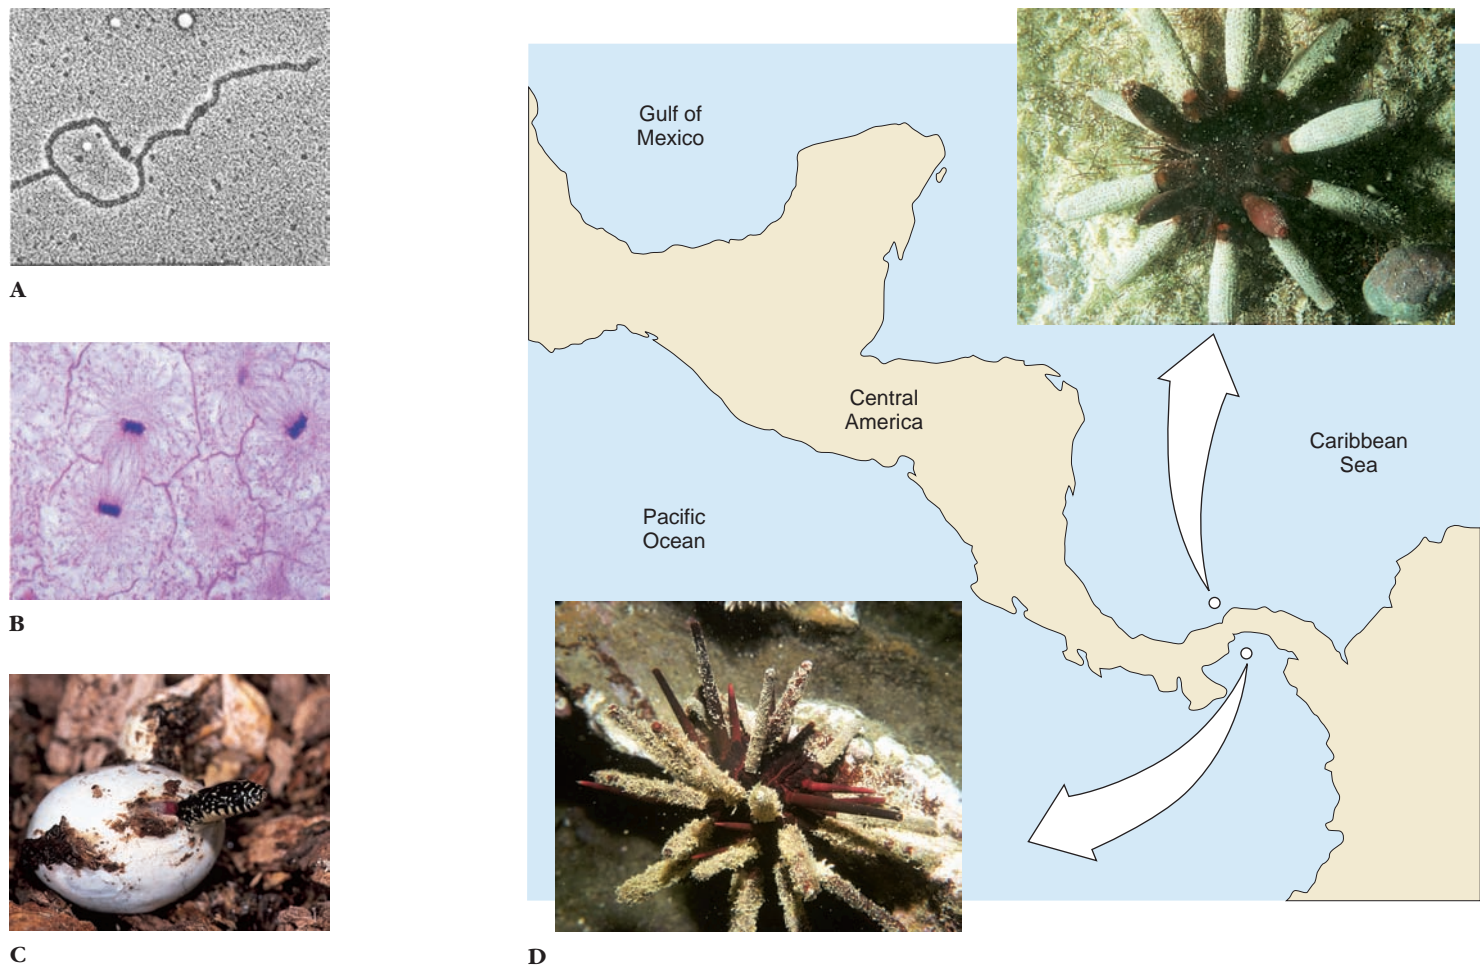 A
B
C
Gulf of
Mexico
Central
America
Caribbean
Sea
Pacific
Ocean
D